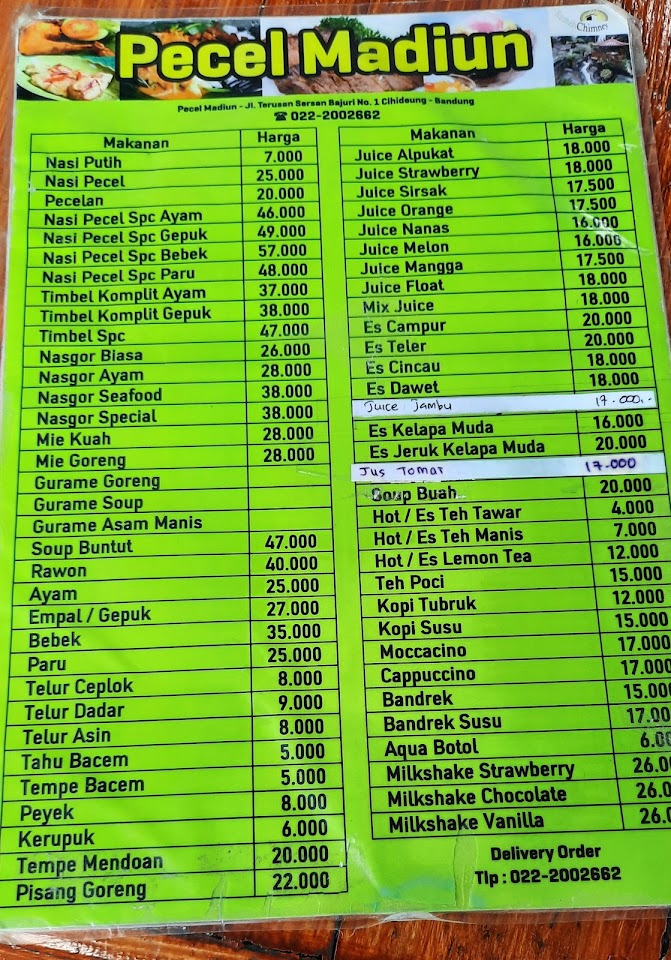 Chimney
Pecel Madiun
Pecel Madiun - Jl. Terusan Sersan Bajuri No. 1 Cihideung - Bandung
☎ 022-2002662
Makanan Harga
Nasi Putih 7.000
Nasi Pecel 25.000
Pecelan 20.000
Nasi Pecel Spc Ayam 46.000
Nasi Pecel Spc Gepuk 49.000
Nasi Pecel Spc Bebek 57.000
Nasi Pecel Spc Paru 48.000
Timbel Komplit Ayam 37.000
Timbel Komplit Gepuk 38.000
Timbel Spc 47.000
Nasgor Biasa 26.000
Nasgor Ayam 28.000
Nasgor Seafood 38.000
Nasgor Special 38.000
Mie Kuah 28.000
Mie Goreng 28.000
Gurame Goreng
Gurame Soup
Gurame Asam Manis
Soup Buntut 47.000
Rawon 40.000
Ayam 25.000
Empal / Gepuk 27.000
Bebek 35.000
Paru 25.000
Telur Ceplok 8.000
Telur Dadar 9.000
Telur Asin 8.000
Tahu Bacem 5.000
Tempe Bacem 5.000
Peyek 8.000
Kerupuk 6.000
Tempe Mendoan 20.000
Pisang Goreng 22.000
Makanan Harga
Juice Alpukat 18.000
Juice Strawberry 18.000
Juice Sirsak 17.500
Juice Orange 17.500
Juice Nanas 16.000
Juice Melon 16.000
Juice Mangga 17.500
Juice Float 18.000
Mix Juice 18.000
Es Campur 20.000
Es Teler 20.000
Es Cincau 18.000
Es Dawet 18.000
Juice Jambu 17.000,-
Es Kelapa Muda 16.000
Es Jeruk Kelapa Muda 20.000
Jus Tomat 17.000
Soup Buah 20.000
Hot / Es Teh Tawar 4.000
Hot / Es Teh Manis 7.000
Hot / Es Lemon Tea 12.000
Teh Poci 15.000
Kopi Tubruk 12.000
Kopi Susu 15.000
Moccacino 17.000
Cappuccino 17.000
Bandrek 15.000
Bandrek Susu 17.00
Aqua Botol 6.00
Milkshake Strawberry 26.0
Milkshake Chocolate 26.0
Milkshake Vanilla 26.0
Delivery Order
Tlp : 022-2002662